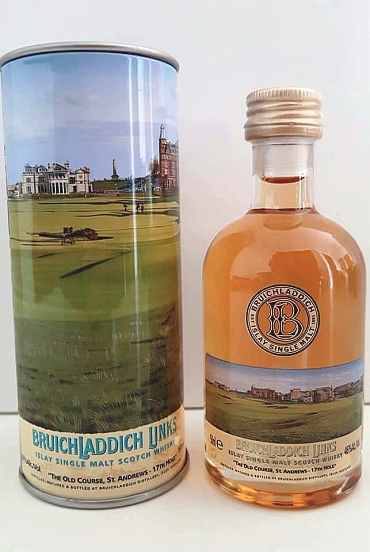 BRUICHLADDICH LINKS
ISLAY SINGLE MALT SCOTCH WHISKY
"THE OLD COURSE, ST. ANDREWS - 17TH HOLE"
BRUICHLADDICH
B
ISLAY SINGLE MALT
BRUICHLADDICH LINKS
ISLAY SINGLE MALT SCOTCH WHISKY
"THE OLD COURSE, ST. ANDREWS - 17TH HOLE"